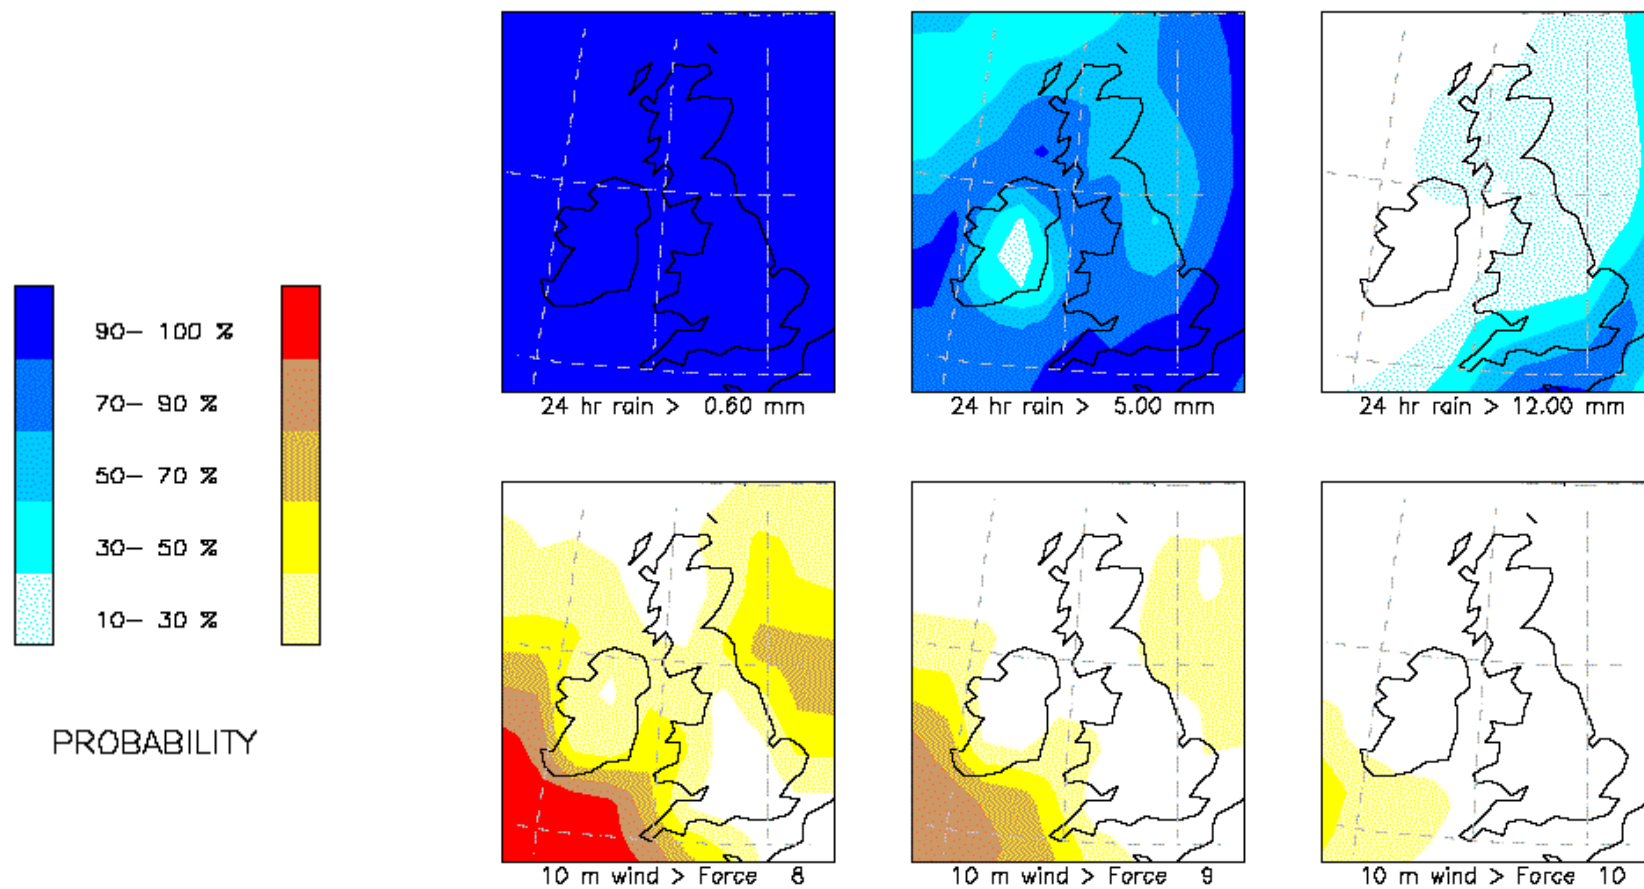 90– 100 %
70– 90 %
50– 70 %
30– 50 %
10– 30 %
PROBABILITY
24 hr rain > 0.60 mm
24 hr rain > 5.00 mm
24 hr rain > 12.00 mm
10 m wind > Force 8
10 m wind > Force 9
10 m wind > Force 10